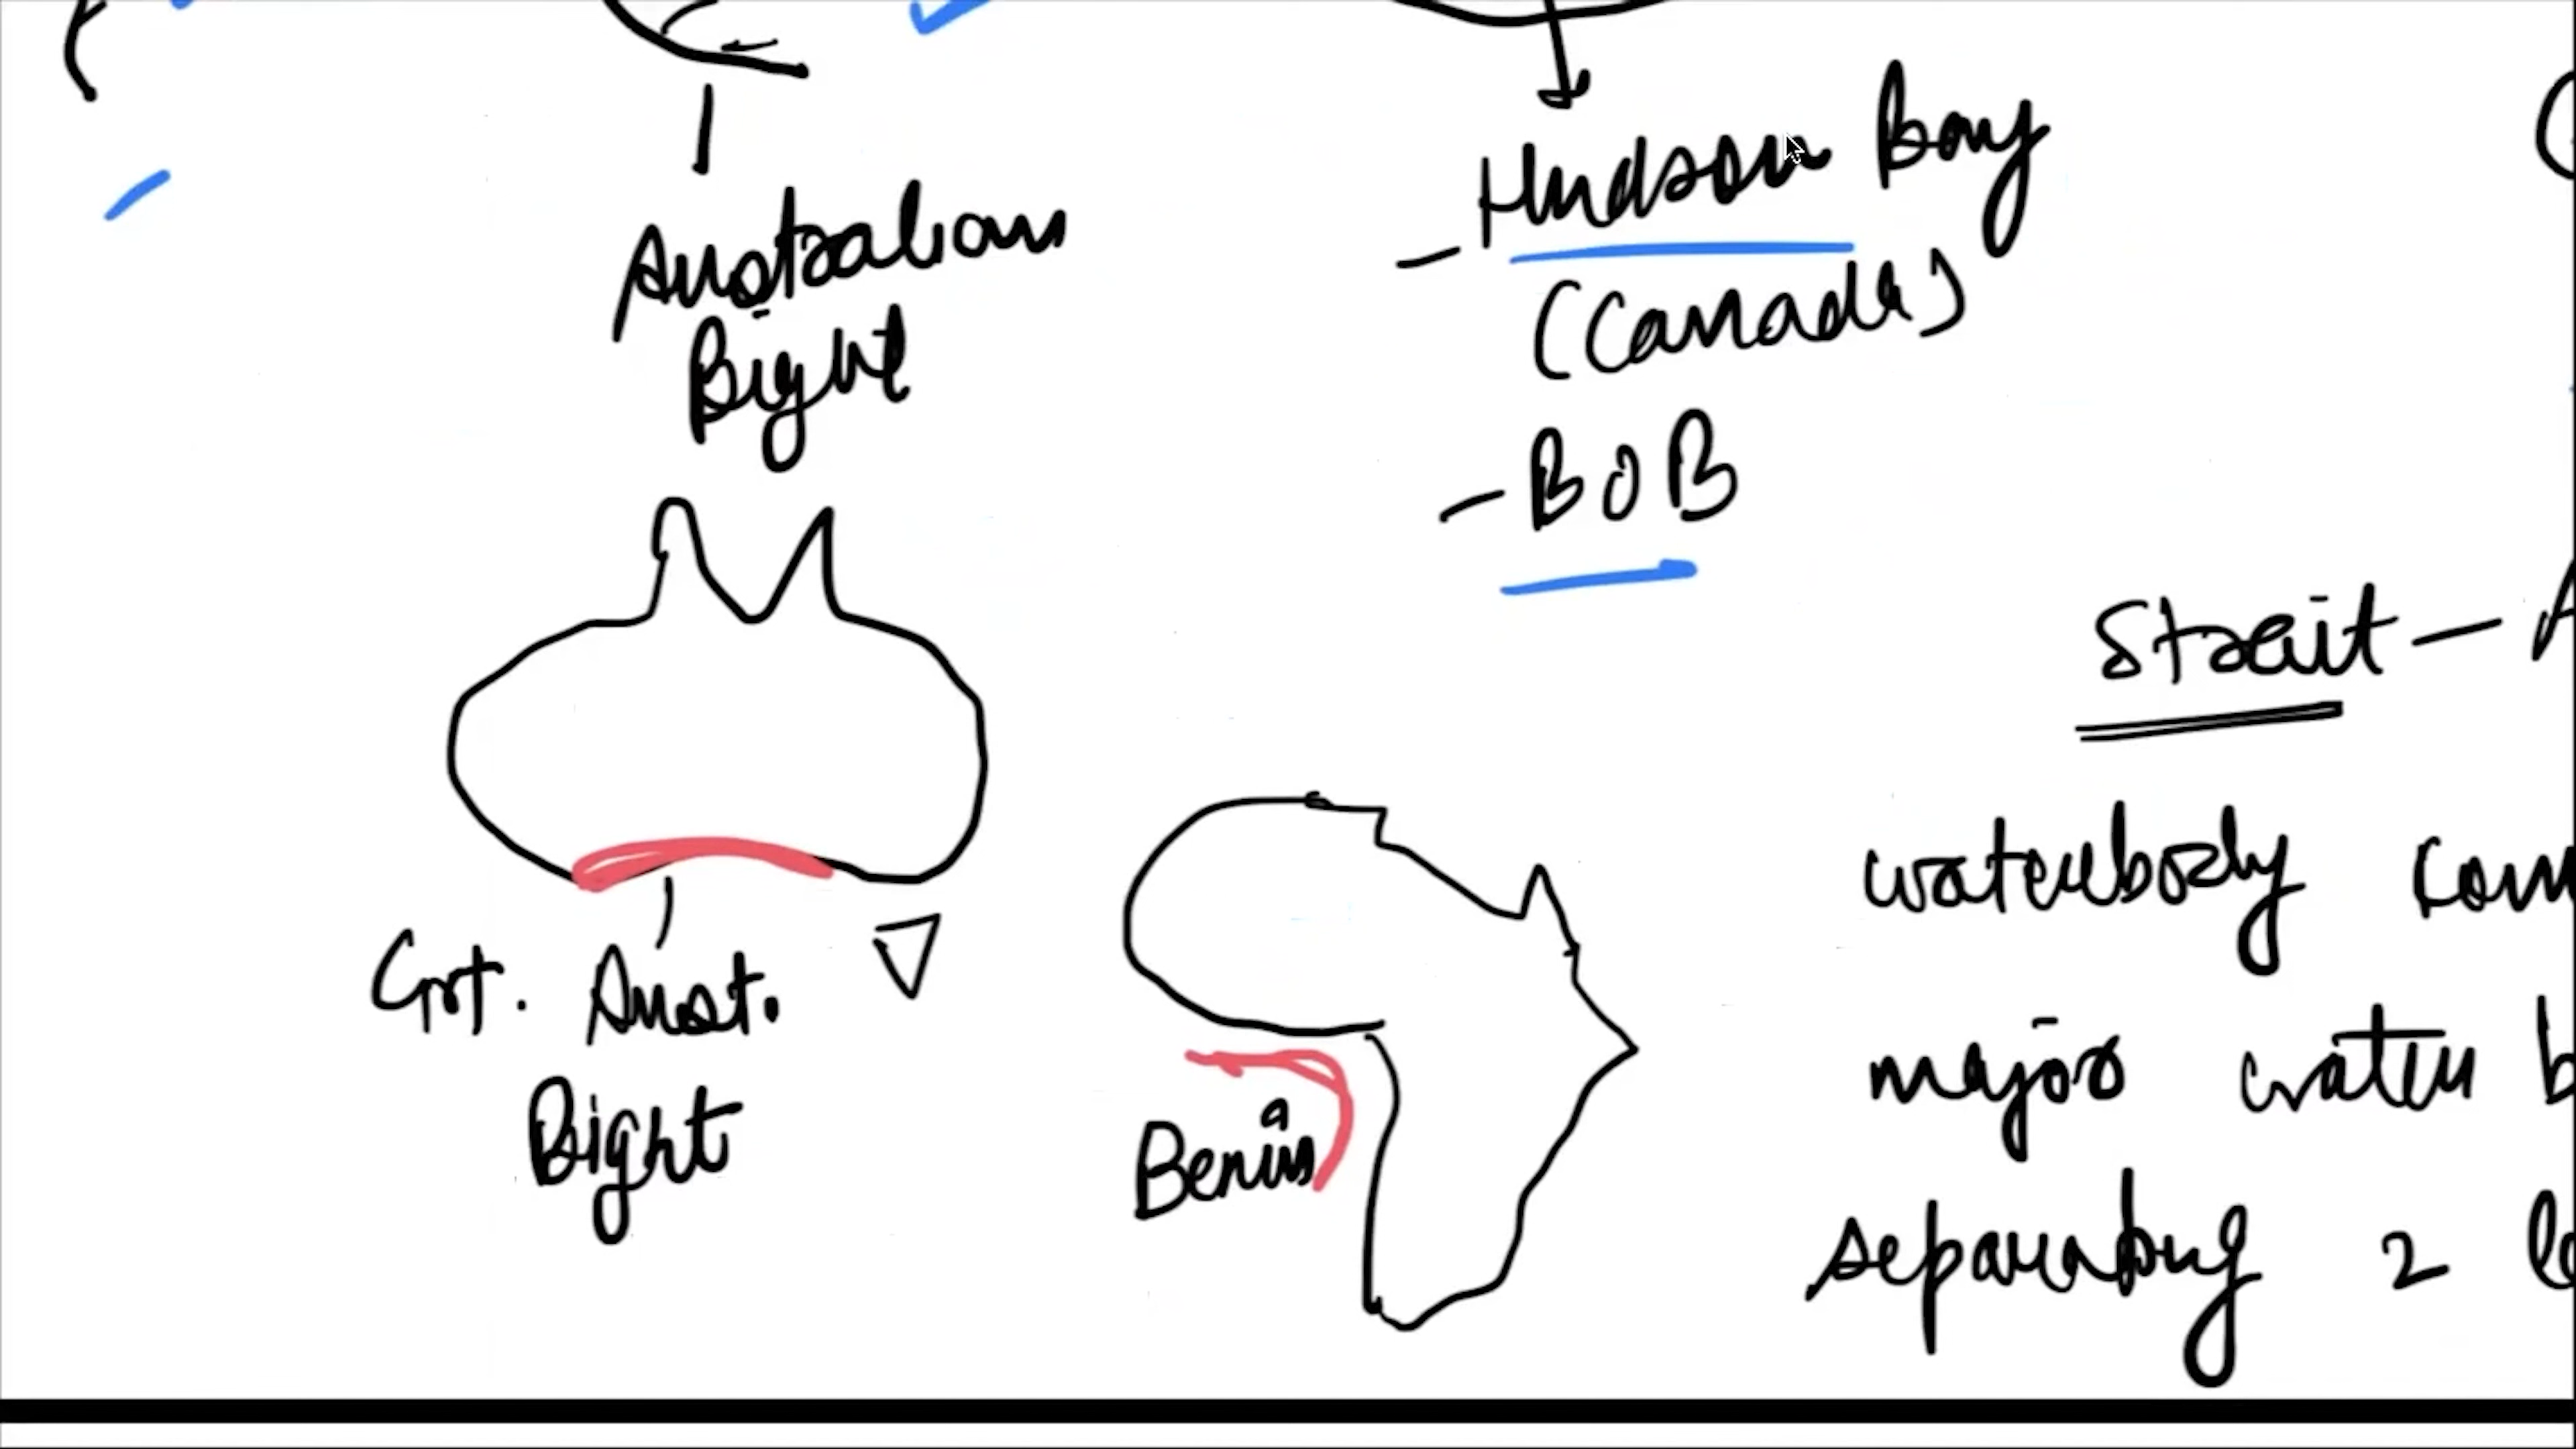 Australian
Bight
- Hudson Bay
(Canada)
- BOB
Grt. Aust.
Bight
Benin
Strait -
waterbody
major water
separating 2